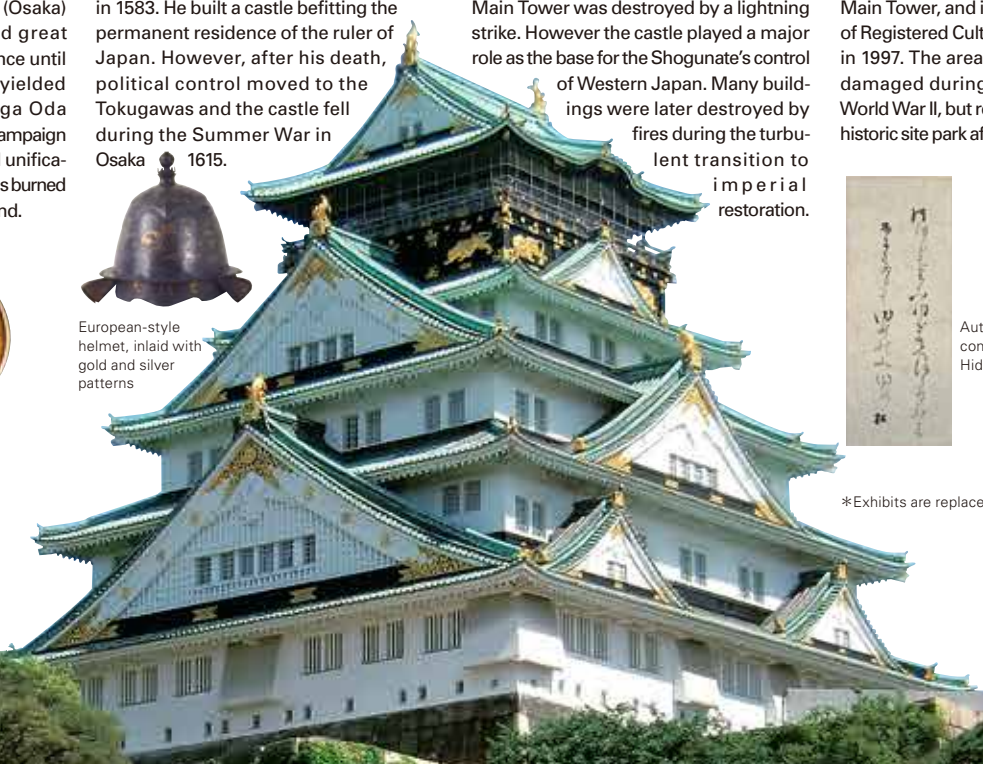 (Osaka)
d great
nce until
yielded
ga Oda
ampaign
unifica-
s burned
nd.
in 1583. He built a castle befitting the
permanent residence of the ruler of
Japan. However, after his death,
political control moved to the
Tokugawas and the castle fell
during the Summer War in
Osaka 1615.
European-style
helmet, inlaid with
gold and silver
patterns
Main Tower was destroyed by a lightning
strike. However the castle played a major
role as the base for the Shogunate's control
of Western Japan. Many build-
ings were later destroyed by
fires during the turbu-
lent transition to
imperial
restoration.
Main Tower, and i
of Registered Cult
in 1997. The area
damaged during
World War II, but re
historic site park af
Aut
con
Hid
*Exhibits are replace